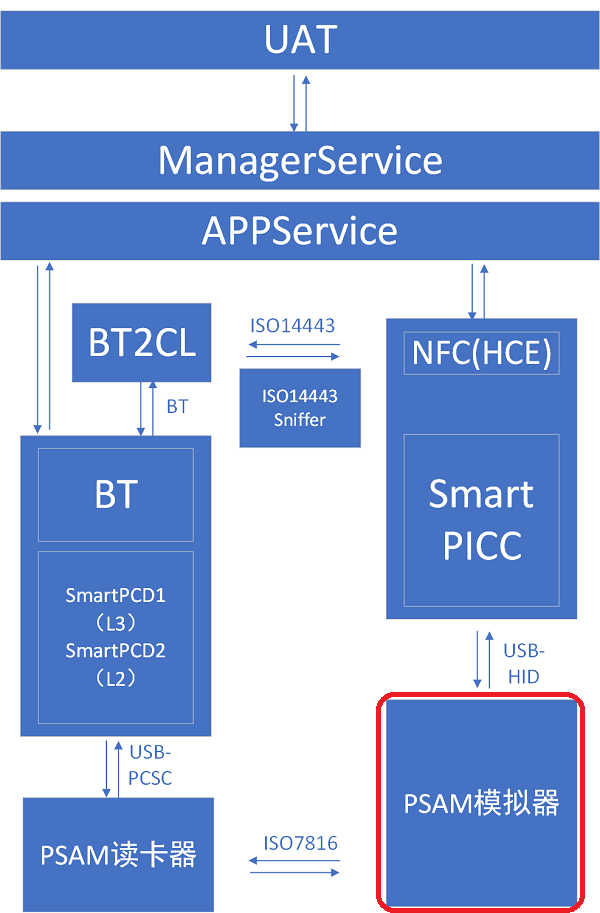 UAT
ManagerService
APPService
BT2CL
ISO14443
NFC(HCE)
BT
ISO14443
Sniffer
BT
Smart
PICC
SmartPCD1
（L3）
SmartPCD2
（L2）
USB-
HID
USB-
PCSC
PSAM模拟器
PSAM读卡器
ISO7816